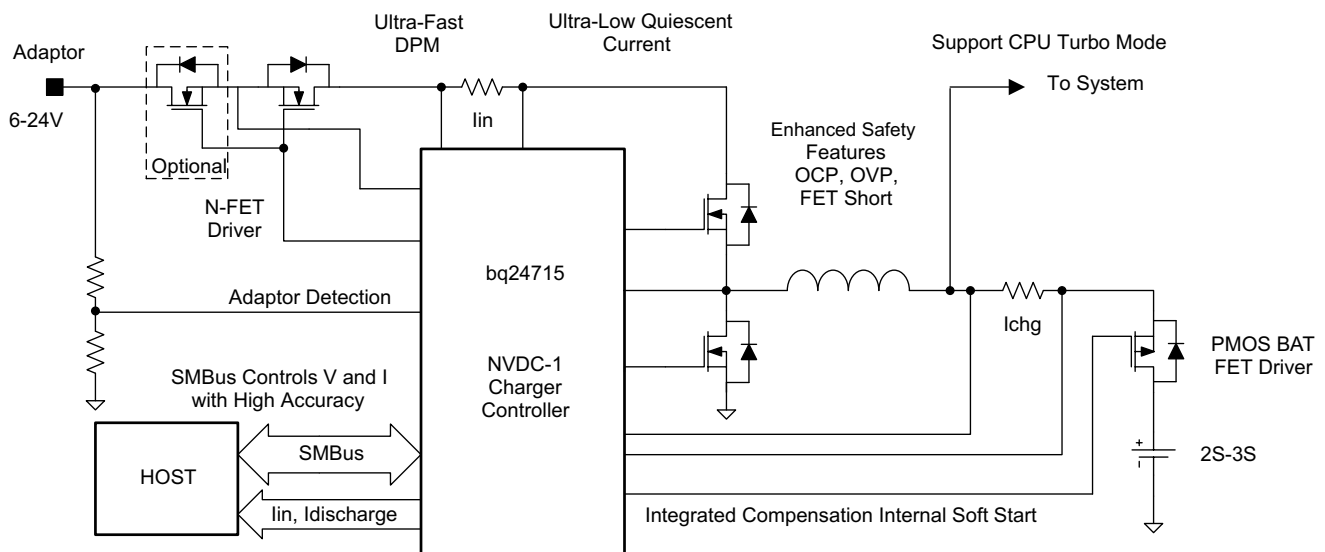 Ultra-Fast
DPM
Ultra-Low Quiescent
Current
Support CPU Turbo Mode
Adaptor
To System
6-24V
Iin
Enhanced Safety
Features
OCP, OVP,
FET Short
Optional
N-FET
Driver
bq24715
Adaptor Detection
Ichg
PMOS BAT
FET Driver
NVDC-1
Charger
Controller
SMBus Controls V and I
with High Accuracy
HOST
SMBus
+
-
2S-3S
Iin, Idischarge
Integrated Compensation Internal Soft Start